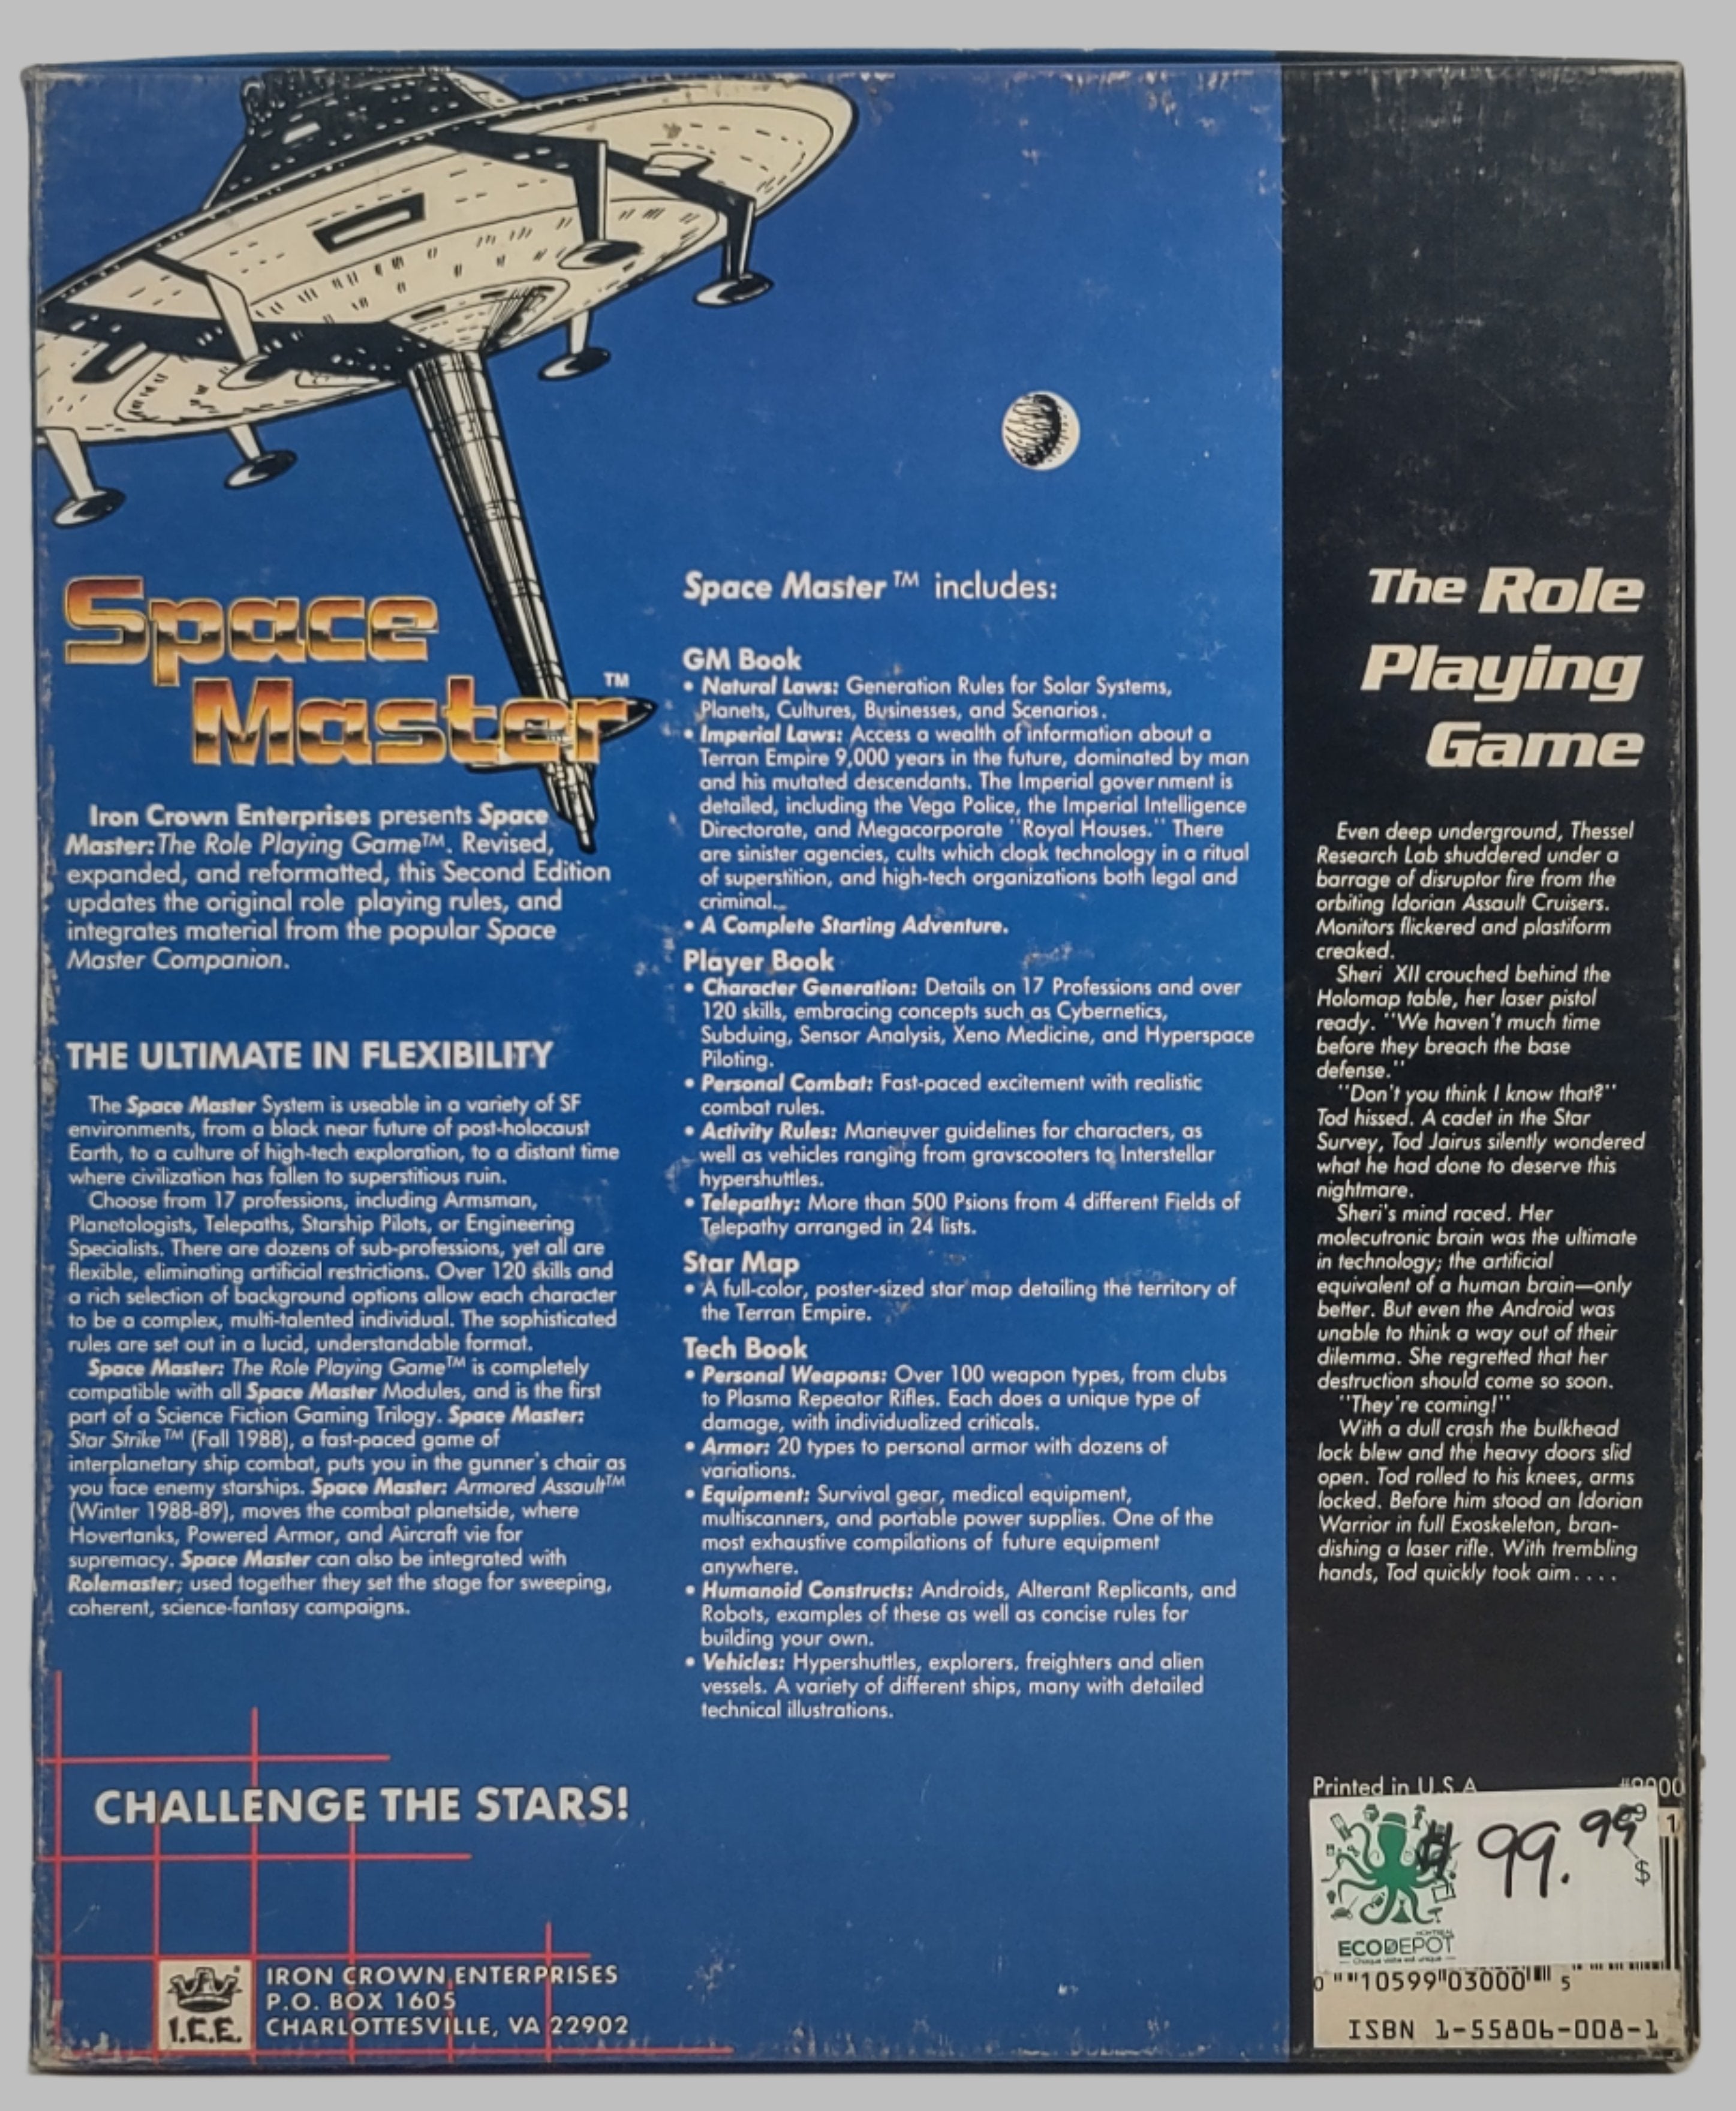 Space
Master™
Iron Crown Enterprises presents Space
Master: The Role Playing Game™. Revised,
expanded, and reformatted, this Second Edition
updates the original role playing rules, and
integrates material from the popular Space
Master Companion.
THE ULTIMATE IN FLEXIBILITY
The Space Master System is useable in a variety of SF
environments, from a black near future of post-holocaust
Earth, to a culture of high-tech exploration, to a distant time
where civilization has fallen to superstitious ruin.
Choose from 17 professions, including Armsman,
Planetologists, Telepaths, Starship Pilots, or Engineering
Specialists. There are dozens of sub-professions, yet all are
flexible, eliminating artificial restrictions. Over 120 skills and
a rich selection of background options allow each character
to be a complex, multi-talented individual. The sophisticated
rules are set out in a lucid, understandable format.
Space Master: The Role Playing Game™ is completely
compatible with all Space Master Modules, and is the first
part of a Science Fiction Gaming Trilogy. Space Master:
Star Strike™ (Fall 1988), a fast-paced game of
interplanetary ship combat, puts you in the gunner's chair as
you face enemy starships. Space Master: Armored Assault™
(Winter 1988-89), moves the combat planetside, where
Hovertanks, Powered Armor, and Aircraft vie for
supremacy. Space Master can also be integrated with
Rolemaster; used together they set the stage for sweeping,
coherent, science-fantasy campaigns.
CHALLENGE THE STARS!
I.C.E.
IRON CROWN ENTERPRISES
P.O. BOX 1605
CHARLOTTESVILLE, VA 22902
Space Master™ includes:
GM Book
• Natural Laws: Generation Rules for Solar Systems,
Planets, Cultures, Businesses, and Scenarios.
• Imperial Laws: Access a wealth of information about a
Terran Empire 9,000 years in the future, dominated by man
and his mutated descendants. The Imperial government is
detailed, including the Vega Police, the Imperial Intelligence
Directorate, and Megacorporate "Royal Houses." There
are sinister agencies, cults which cloak technology in a ritual
of superstition, and high-tech organizations both legal and
criminal...
• A Complete Starting Adventure.
Player Book
• Character Generation: Details on 17 Professions and over
120 skills, embracing concepts such as Cybernetics,
Subduing, Sensor Analysis, Xeno Medicine, and Hyperspace
Piloting.
• Personal Combat: Fast-paced excitement with realistic
combat rules.
• Activity Rules: Maneuver guidelines for characters, as
well as vehicles ranging from gravscooters to Interstellar
hypershuttles.
• Telepathy: More than 500 Psions from 4 different Fields of
Telepathy arranged in 24 lists.
Star Map
• A full-color, poster-sized star map detailing the territory of
the Terran Empire.
Tech Book
• Personal Weapons: Over 100 weapon types, from clubs
to Plasma Repeator Rifles. Each does a unique type of
damage, with individualized criticals.
• Armor: 20 types to personal armor with dozens of
variations.
• Equipment: Survival gear, medical equipment,
multiscanners, and portable power supplies. One of the
most exhaustive compilations of future equipment
anywhere.
• Humanoid Constructs: Androids, Alterant Replicants, and
Robots, examples of these as well as concise rules for
building your own.
• Vehicles: Hypershuttles, explorers, freighters and alien
vessels. A variety of different ships, many with detailed
technical illustrations.
The Role
Playing
Game
Even deep underground, Thessel
Research Lab shuddered under a
barrage of disruptor fire from the
orbiting Idorian Assault Cruisers.
Monitors flickered and plastiform
creaked.
Sheri XII crouched behind the
Holomap table, her laser pistol
ready. "We haven't much time
before they breach the base
defense."
"Don't you think I know that?"
Tod hissed. A cadet in the Star
Survey, Tod Jairus silently wondered
what he had done to deserve this
nightmare.
Sheri's mind raced. Her
molecutronic brain was the ultimate
in technology; the artificial
equivalent of a human brain—only
better. But even the Android was
unable to think a way out of their
dilemma. She regretted that her
destruction should come so soon.
"They're coming!"
With a dull crash the bulkhead
lock blew and the heavy doors slid
open. Tod rolled to his knees, arms
locked. Before him stood an Idorian
Warrior in full Exoskeleton, bran-
dishing a laser rifle. With trembling
hands, Tod quickly took aim....
Printed in U.S.A. #9000
$ 99.99
$
MONTREAL
ECODEPOT
0 10599 03000 5
ISBN 1-55806-008-1